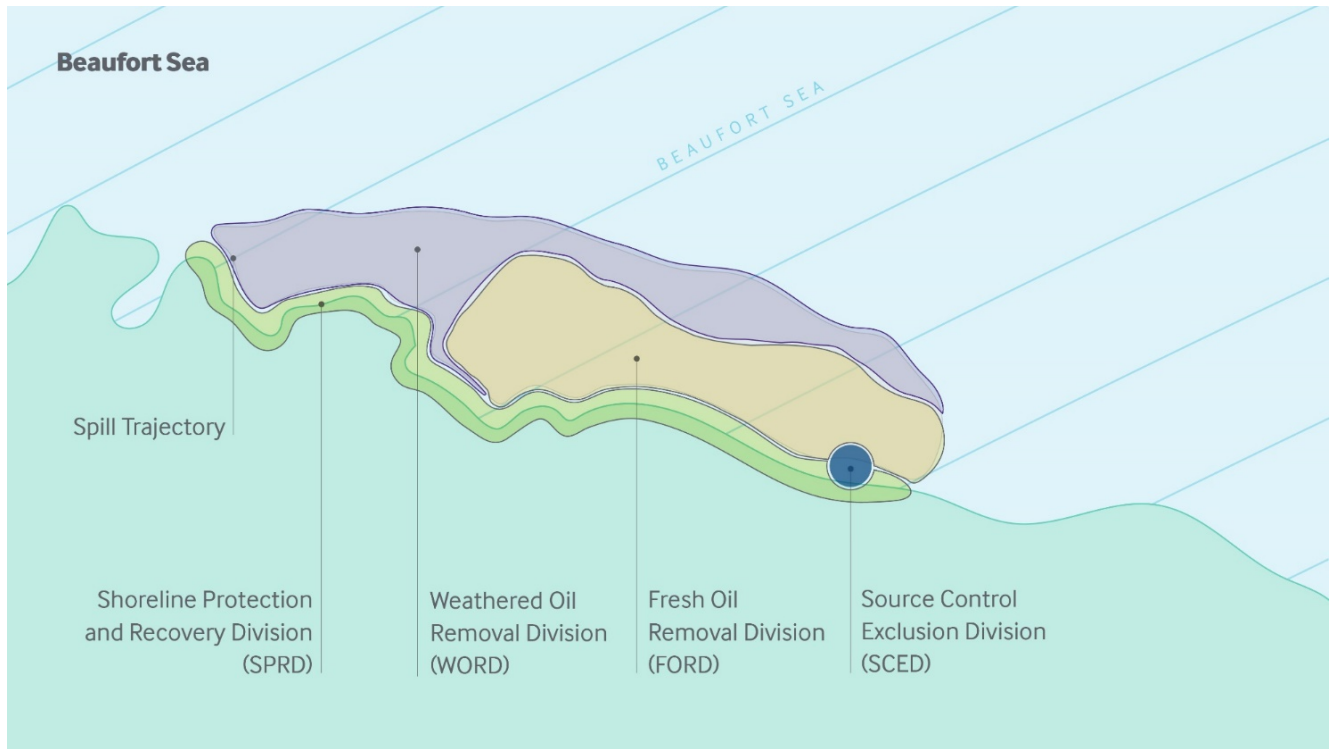 Beaufort Sea
BEAUFORT SEA
Spill Trajectory
Shoreline Protection
and Recovery Division
(SPRD)
Weathered Oil
Removal Division
(WORD)
Fresh Oil
Removal Division
(FORD)
Source Control
Exclusion Division
(SCED)